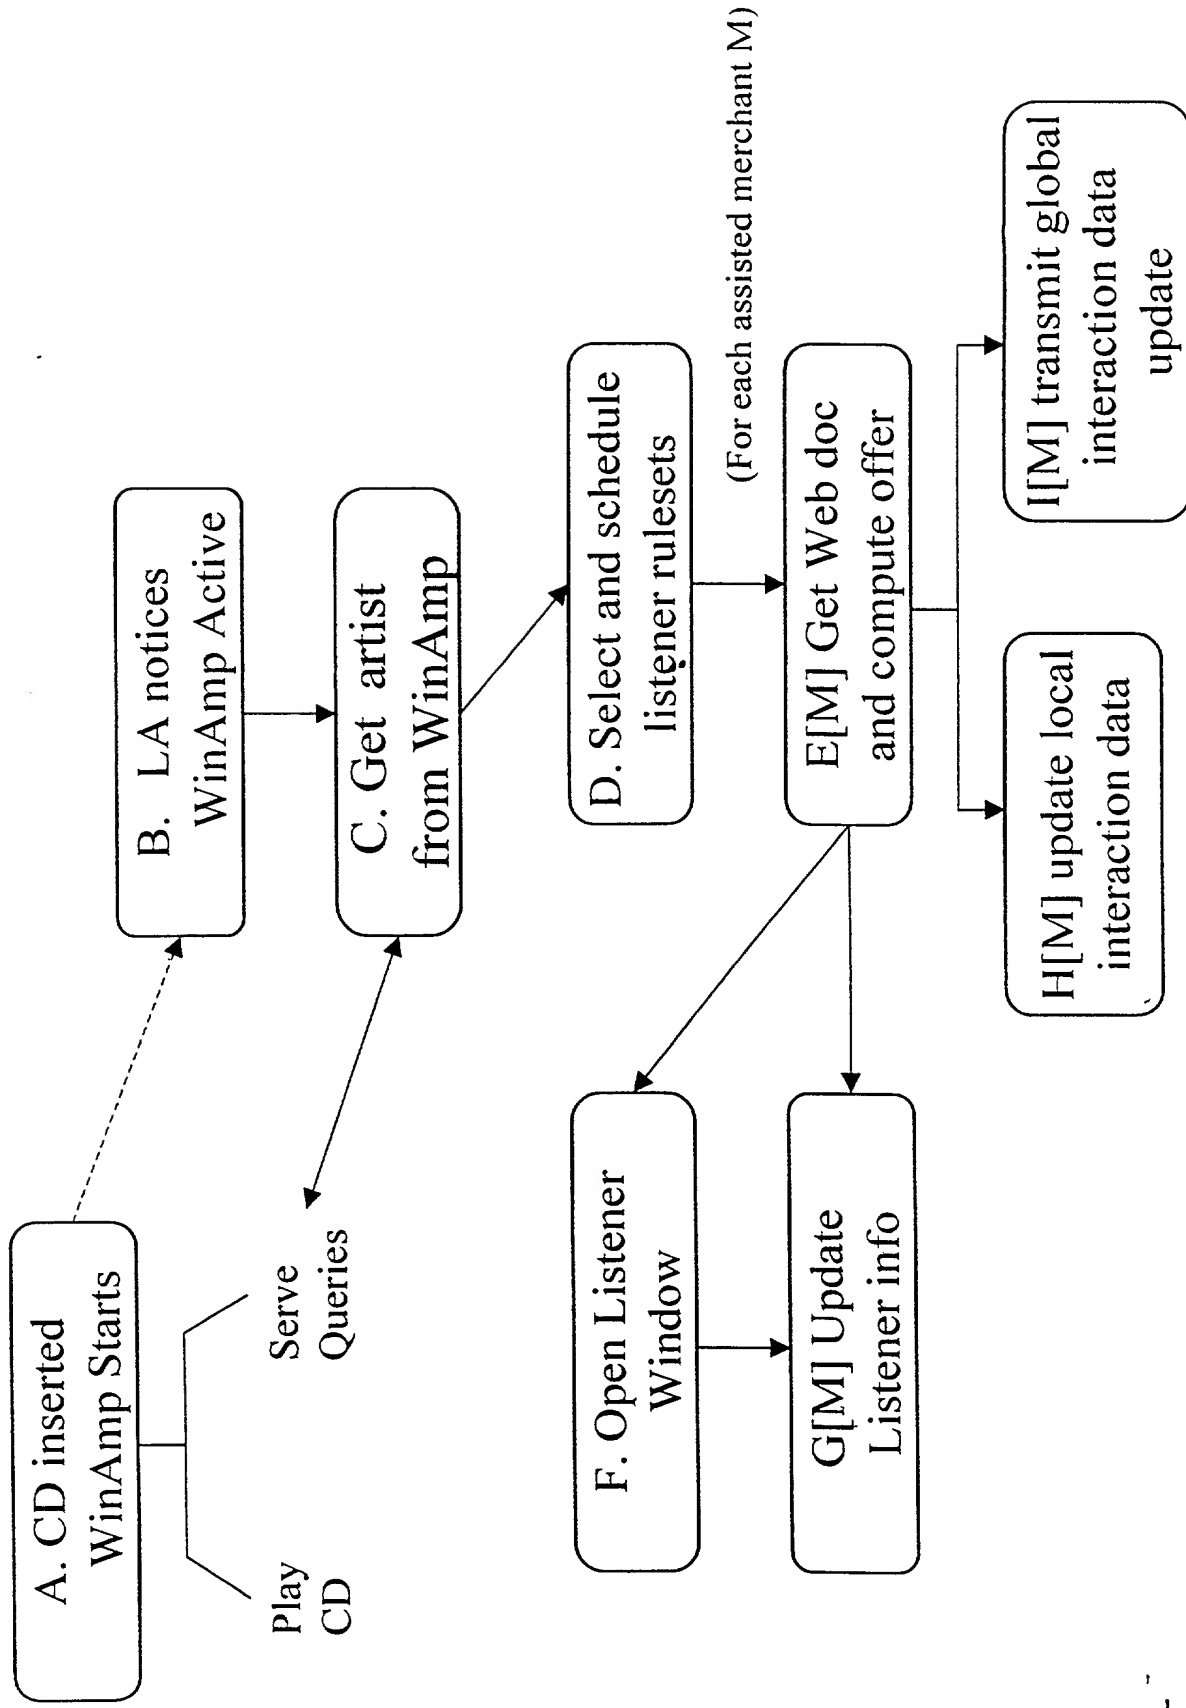 A. CD inserted
WinAmp Starts
Play
CD
Serve
Queries
B. LA notices
WinAmp Active
C. Get artist
from WinAmp
D. Select and schedule
listener rulesets
(For each assisted merchant M)
E[M] Get Web doc
and compute offer
F. Open Listener
Window
G[M] Update
Listener info
H[M] update local
interaction data
I[M] transmit global
interaction data
update